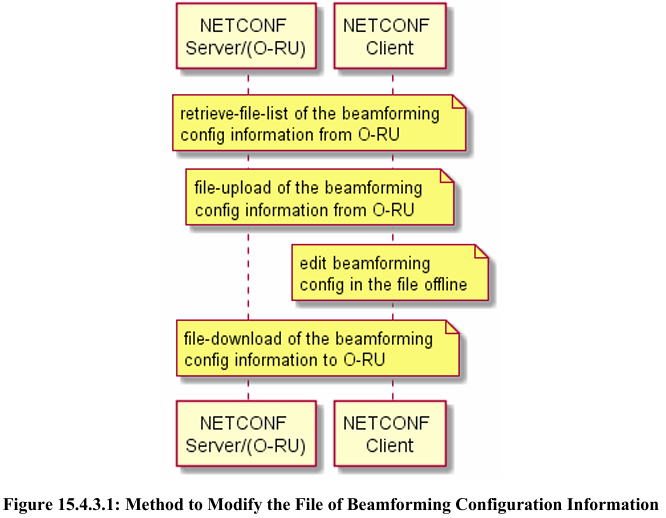 NETCONF
Server/(O-RU)
NETCONF
Client
retrieve-file-list of the beamforming
config information from O-RU
file-upload of the beamforming
config information from O-RU
edit beamforming
config in the file offline
file-download of the beamforming
config information to O-RU
NETCONF
Server/(O-RU)
NETCONF
Client
Figure 15.4.3.1: Method to Modify the File of Beamforming Configuration Information